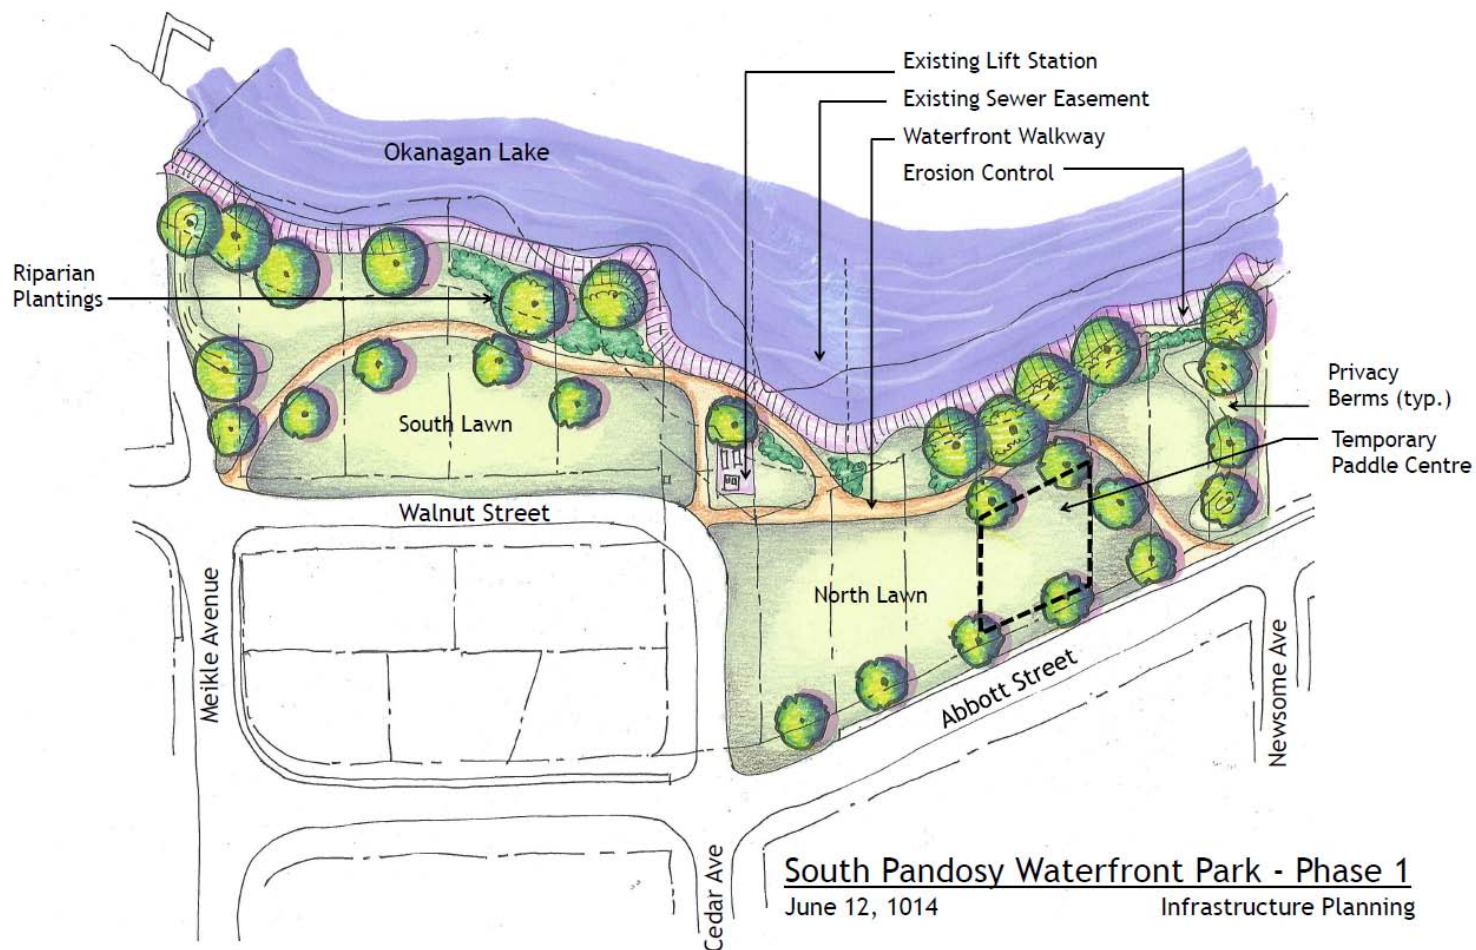 Existing Lift Station
Existing Sewer Easement
Waterfront Walkway
Erosion Control
Okanagan Lake
Riparian
Plantings
Privacy
Berms (typ.)
Temporary
Paddle Centre
South Lawn
Walnut Street
North Lawn
Meikle Avenue
Abbott Street
Newsome Ave
Cedar Ave
South Pandosy Waterfront Park - Phase 1
June 12, 1014
Infrastructure Planning